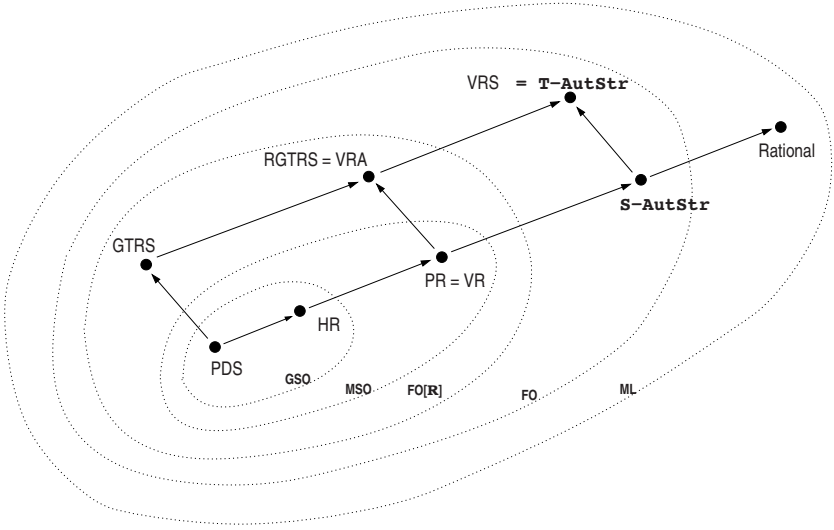 VRS = T-AutStr
Rational
RGTRS = VRA
S-AutStr
GTRS
PR = VR
HR
PDS
GSO
MSO
FO[R]
FO
ML